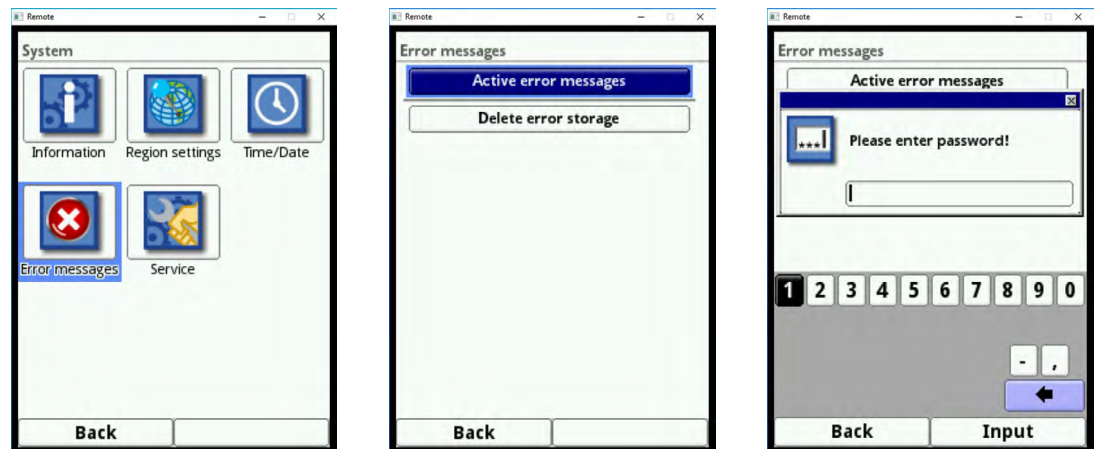 Remote
System
Information Region settings Time/Date
Error messages Service
Back
Remote
Error messages
Active error messages
Delete error storage
Back
Remote
Error messages
Active error messages
***
Please enter password!
1 2 3 4 5 6 7 8 9 0
- ,
Back Input